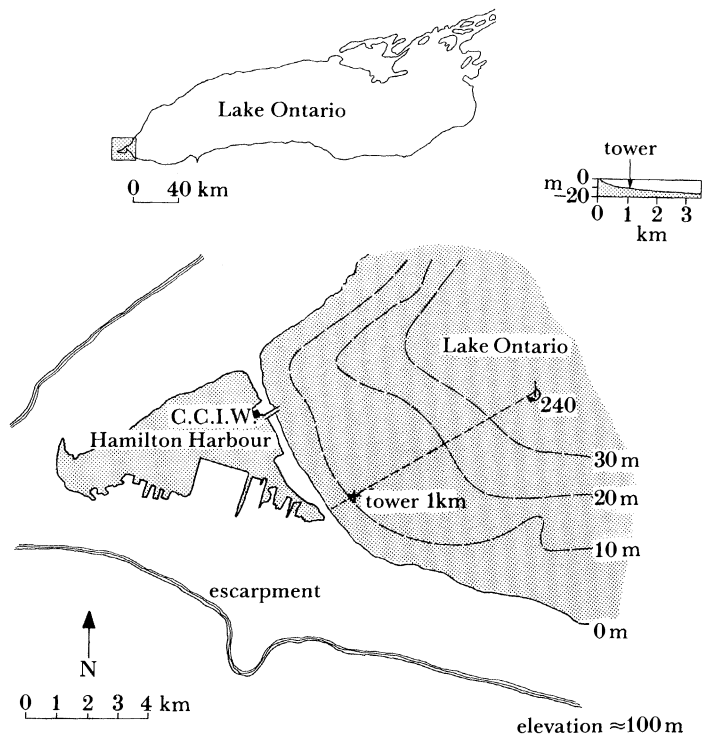 Lake Ontario
0 40 km
tower
0
m
–20
0 1 2 3
km
Lake Ontario
240
C.C.I.W.
Hamilton Harbour
30 m
20 m
tower 1km
10 m
escarpment
0 m
N
0 1 2 3 4 km
elevation ≈100 m